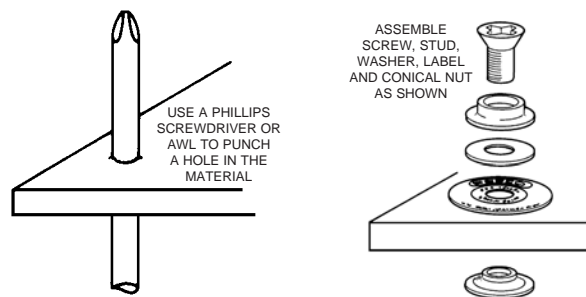 USE A PHILLIPS
SCREWDRIVER OR
AWL TO PUNCH
A HOLE IN THE
MATERIAL
ASSEMBLE
SCREW, STUD,
WASHER, LABEL
AND CONICAL NUT
AS SHOWN